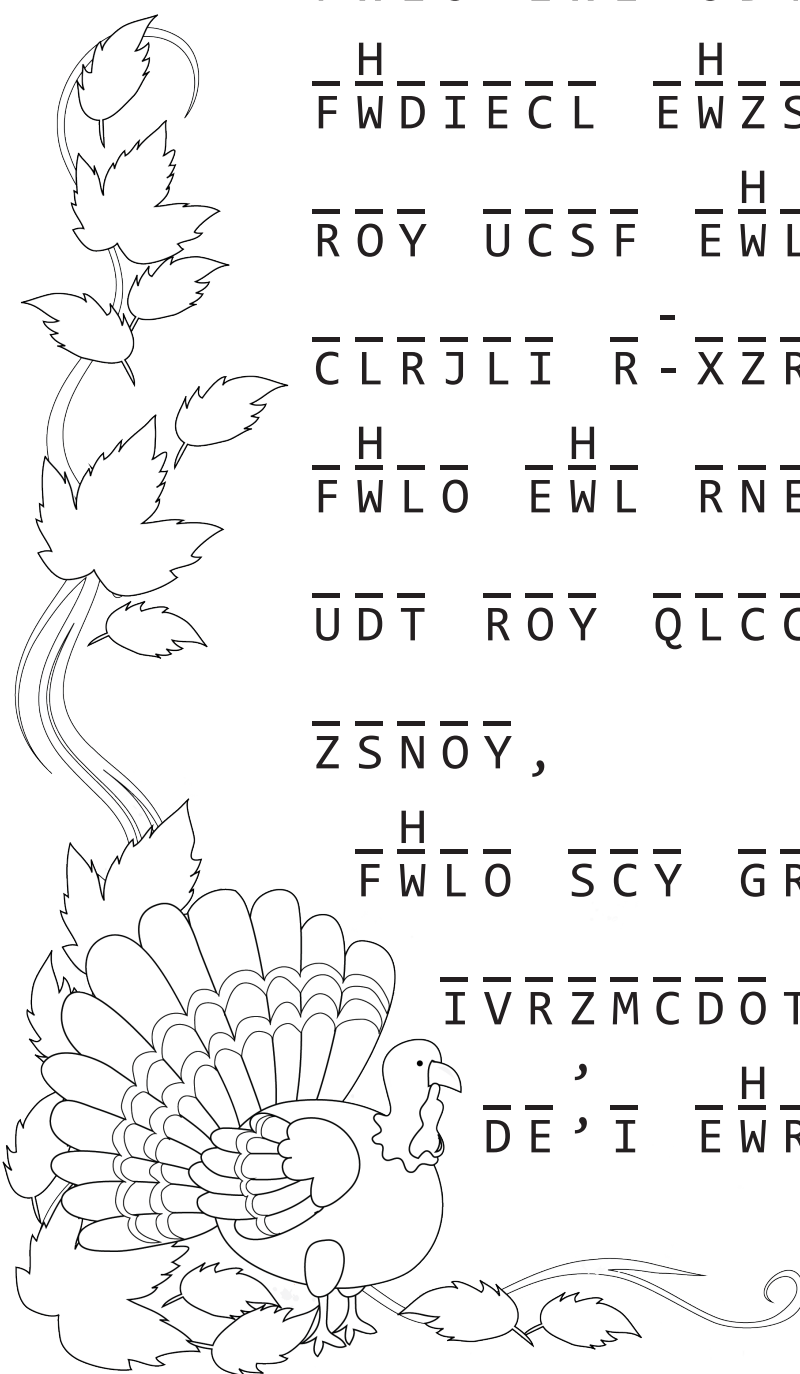 H H
FWDIECL EWZS
H
ROY UCSF EWL
-
CLRJLI R-XZR
H H
FWLO EWL RNE
UDT ROY QLCC
ZSNOY,
H
FWLO SCY GR
IVRZMCDOT
’ H
DE’I EWR